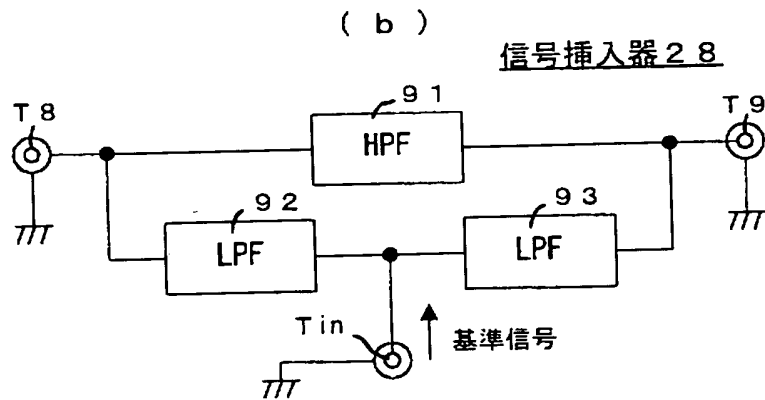 ( b )
信号挿入器２８
Ｔ８
９１
Ｔ９
HPF
９２
９３
LPF
LPF
Ｔin
基準信号